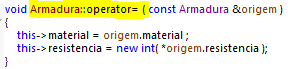 void Armadura::operator= ( const Armadura &origem )
{
this->material = origem.material ;
this->resistencia = new int( *origem.resistencia );
}